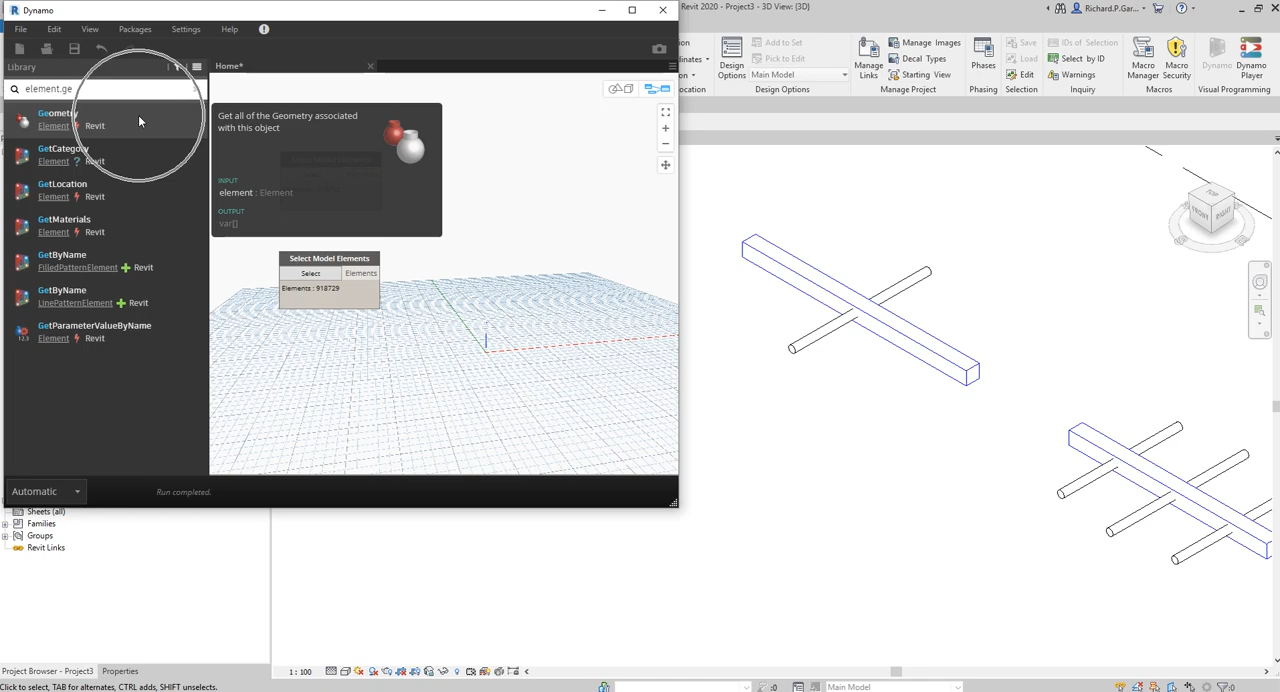 Dynamo
Revit 2020 - Project3 - [3D View: {3D}]
Richard.P.Gar...
File Edit View Packages Settings Help
Library
Home*
element.ge
Geometry
Element Revit
GetCategory
Element ? Revit
GetLocation
Element Revit
GetMaterials
Element Revit
GetByName
FilledPatternElement Revit
GetByName
LinePatternElement Revit
GetParameterValueByName
12.3 Element Revit
Get all of the Geometry associated
with this object
INPUT
element : Element
OUTPUT
var[]
Select Model Elements
Select Elements
Elements : 918729
Automatic
Run completed.
Design
Options
Add to Set
Pick to Edit
Main Model
Design Options
Manage
Links
Manage Images
Decal Types
Starting View
Manage Project
Phases
Phasing
Save
Load
Edit
Selection
IDs of Selection
Select by ID
Warnings
Inquiry
Macro
Manager
Macro
Security
Macros
Dynamo
Dynamo
Player
Visual Programming
TOP
FRONT
RIGHT
Sheets (all)
Families
Groups
Revit Links
Project Browser - Project3
Properties
1 : 100
Click to select, TAB for alternates, CTRL adds, SHIFT unselects.
:0
Main Model
:0